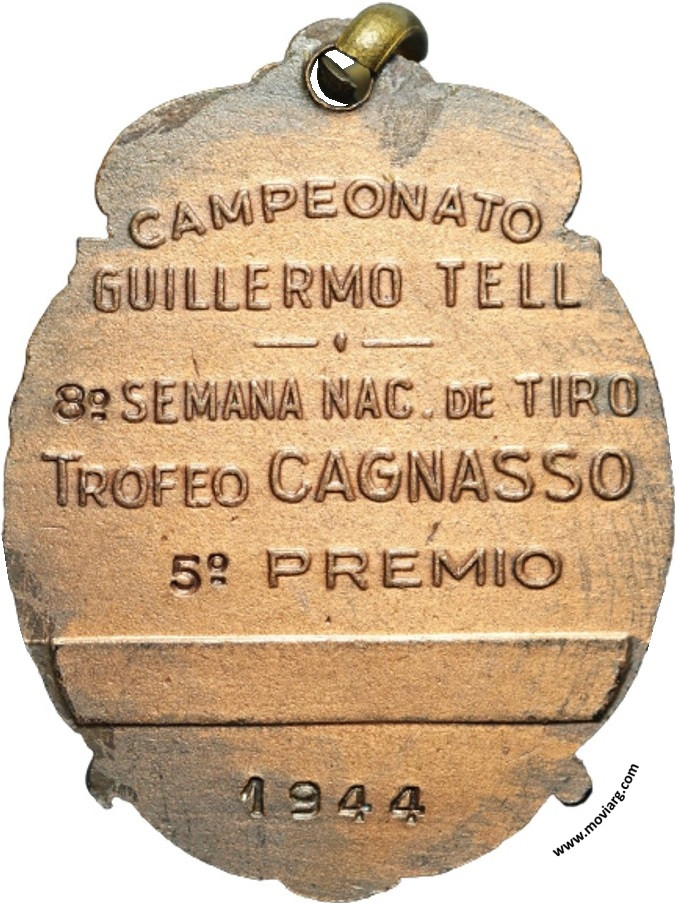 CAMPEONATO
GUILLERMO TELL
8º SEMANA NAC. DE TIRO
TROFEO CAGNASSO
5º PREMIO
1944
www.moviarg.com